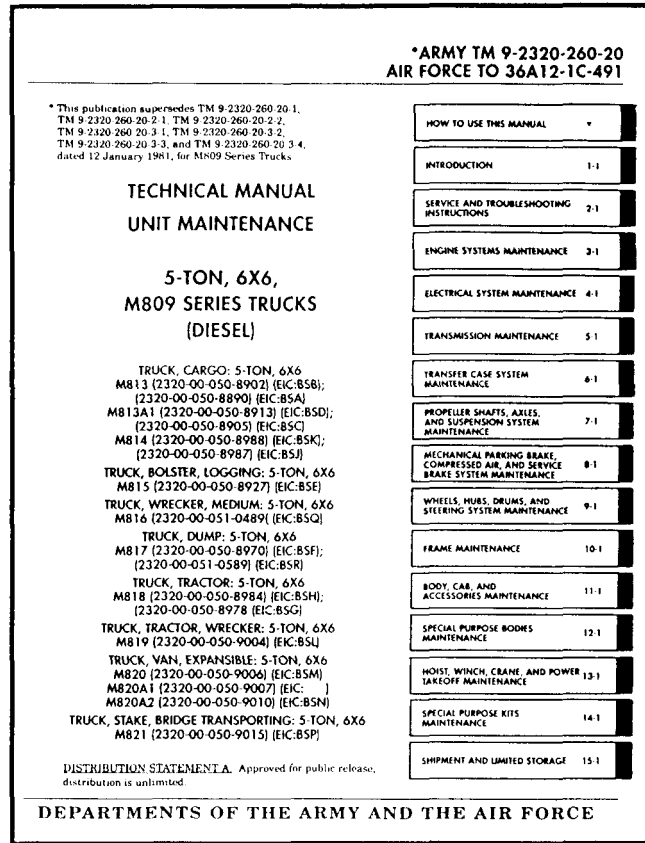 *ARMY TM 9-2320-260-20
AIR FORCE TO 36A12-1C-491
* This publication supersedes TM 9-2320-260-20-1,
TM 9-2320-260-20-2-1, TM 9-2320-260-20-2-2,
TM 9-2320-260 20-3-1, TM 9-2320-260-20-3-2,
TM 9-2320-260-20-3-3, and TM 9-2320-260-20 3-4,
dated 12 January 1981, for M809 Series Trucks
TECHNICAL MANUAL
UNIT MAINTENANCE
5-TON, 6X6,
M809 SERIES TRUCKS
(DIESEL)
TRUCK, CARGO: 5-TON, 6X6
M813 (2320-00-050-8902) (EIC:BSB);
(2320-00-050-8890) (EIC:BSA)
M813A1 (2320-00-050-8913) (EIC:BSD);
(2320-00-050-8905) (EIC:BSC)
M814 (2320-00-050-8988) (EIC:BSK);
(2320-00-050-8987) (EIC:BSJ)
TRUCK, BOLSTER, LOGGING: 5-TON, 6X6
M815 (2320-00-050-8927) (EIC:BSE)
TRUCK, WRECKER, MEDIUM: 5-TON, 6X6
M816 (2320-00-051-0489( (EIC:BSQ)
TRUCK, DUMP: 5-TON, 6X6
M817 (2320-00-050-8970) (EIC:BSF);
(2320-00-051-0589) (EIC:BSR)
TRUCK, TRACTOR: 5-TON, 6X6
M818 (2320-00-050-8984) (EIC:BSH);
(2320-00-050-8978 (EIC:BSG)
TRUCK, TRACTOR, WRECKER: 5-TON, 6X6
M819 (2320-00-050-9004) (EIC:BSL)
TRUCK, VAN, EXPANSIBLE: 5-TON, 6X6
M820 (2320-00-050-9006) (EIC:BSM)
M820A1 (2320-00-050-9007) (EIC: )
M820A2 (2320-00-050-9010) (EIC:BSN)
TRUCK, STAKE, BRIDGE TRANSPORTING: 5-TON, 6X6
M821 (2320-00-050-9015) (EIC:BSP)
DISTRIBUTION STATEMENT A. Approved for public release,
distribution is unlimited.
HOW TO USE THIS MANUAL
INTRODUCTION 1-1
SERVICE AND TROUBLESHOOTING
INSTRUCTIONS 2-1
ENGINE SYSTEMS MAINTENANCE 3-1
ELECTRICAL SYSTEM MAINTENANCE 4-1
TRANSMISSION MAINTENANCE 5-1
TRANSFER CASE SYSTEM
MAINTENANCE 6-1
PROPELLER SHAFTS, AXLES,
AND SUSPENSION SYSTEM 7-1
MAINTENANCE
MECHANICAL PARKING BRAKE,
COMPRESSED AIR, AND SERVICE 8-1
BRAKE SYSTEM MAINTENANCE
WHEELS, HUBS, DRUMS, AND
STEERING SYSTEM MAINTENANCE 9-1
FRAME MAINTENANCE 10-1
BODY, CAB, AND
ACCESSORIES MAINTENANCE 11-1
SPECIAL PURPOSE BODIES
MAINTENANCE 12-1
HOIST, WINCH, CRANE, AND POWER
TAKEOFF MAINTENANCE 13-1
SPECIAL PURPOSE KITS
MAINTENANCE 14-1
SHIPMENT AND LIMITED STORAGE 15-1
DEPARTMENTS OF THE ARMY AND THE AIR FORCE